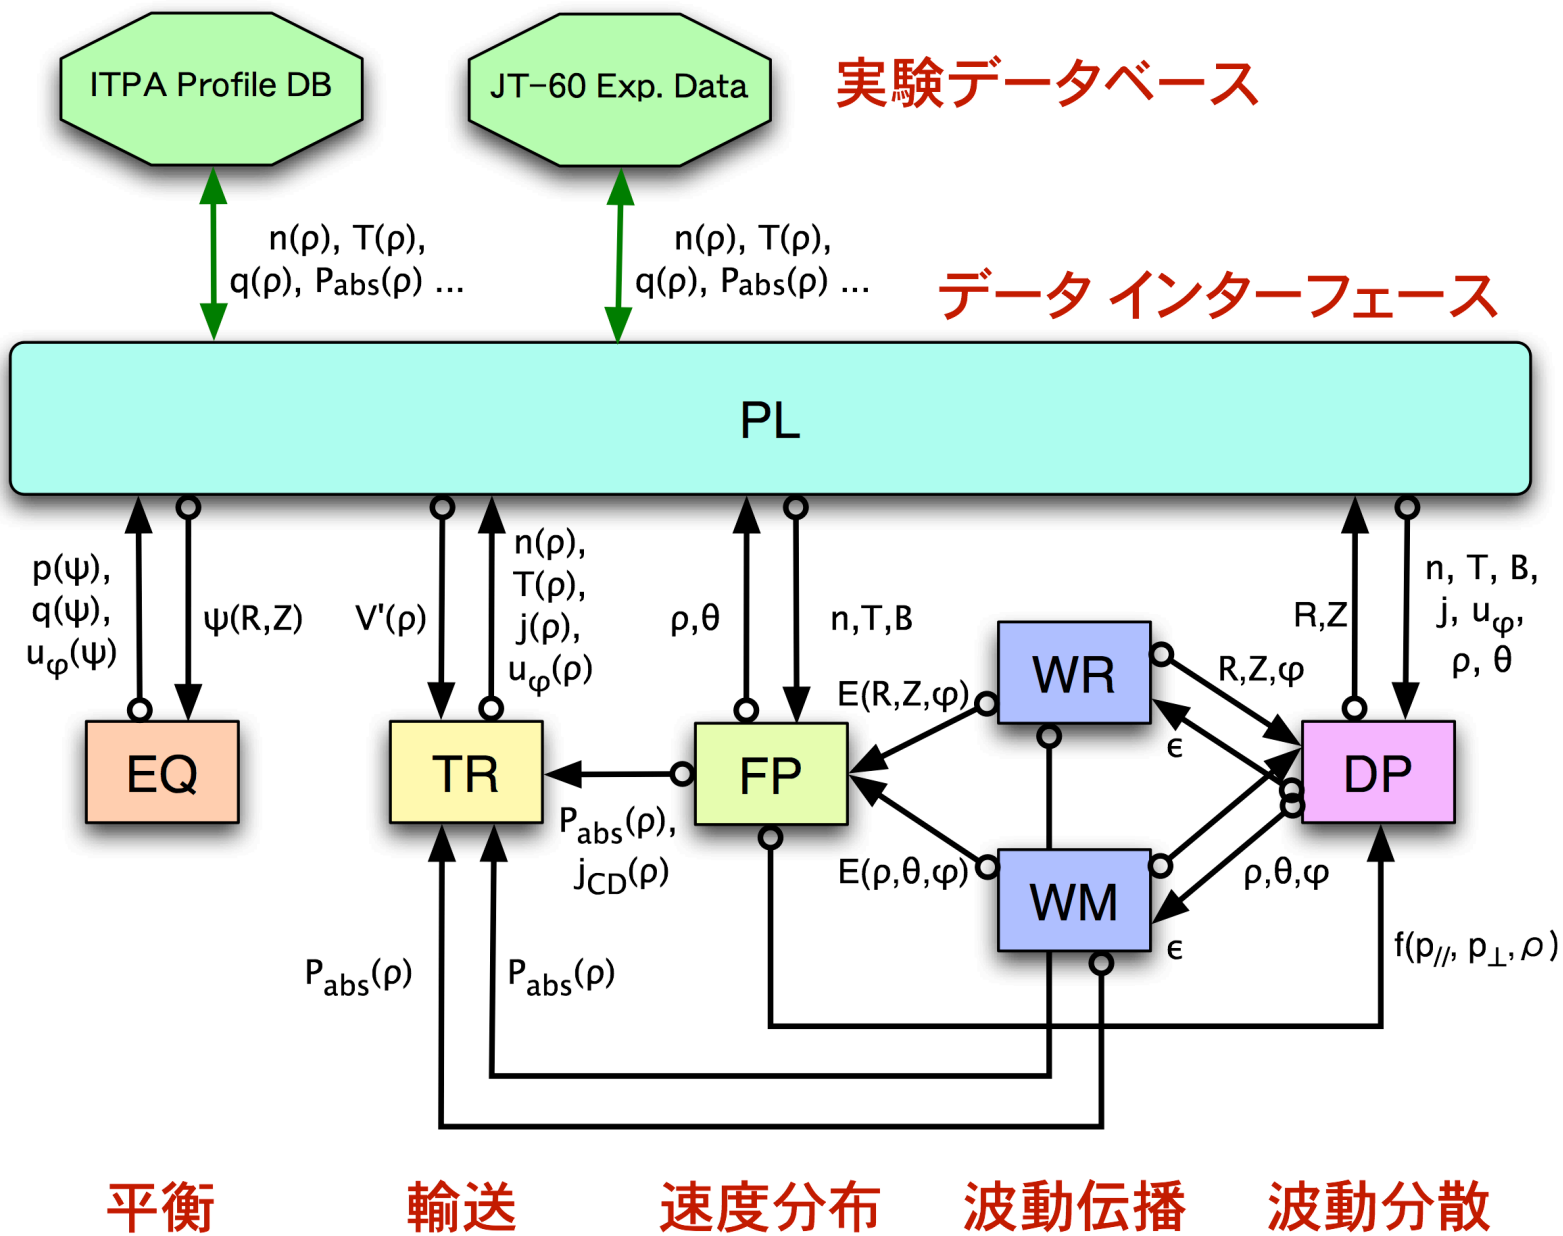 ITPA Profile DB
JT-60 Exp. Data
実験データベース
n(ρ), T(ρ),
q(ρ), Pabs(ρ) ...
n(ρ), T(ρ),
q(ρ), Pabs(ρ) ...
データ インターフェース
PL
p(ψ),
q(ψ),
uφ(ψ)
ψ(R,Z)
V'(ρ)
n(ρ),
T(ρ),
j(ρ),
uφ(ρ)
ρ,θ
n,T,B
R,Z
n, T, B,
j, uφ,
ρ, θ
EQ
TR
FP
WR
WM
DP
E(R,Z,φ)
R,Z,φ
ϵ
Pabs(ρ),
jCD(ρ)
E(ρ,θ,φ)
ρ,θ,φ
ϵ
Pabs(ρ)
Pabs(ρ)
f(p//, p⊥, ρ)
平衡
輸送
速度分布
波動伝播
波動分散